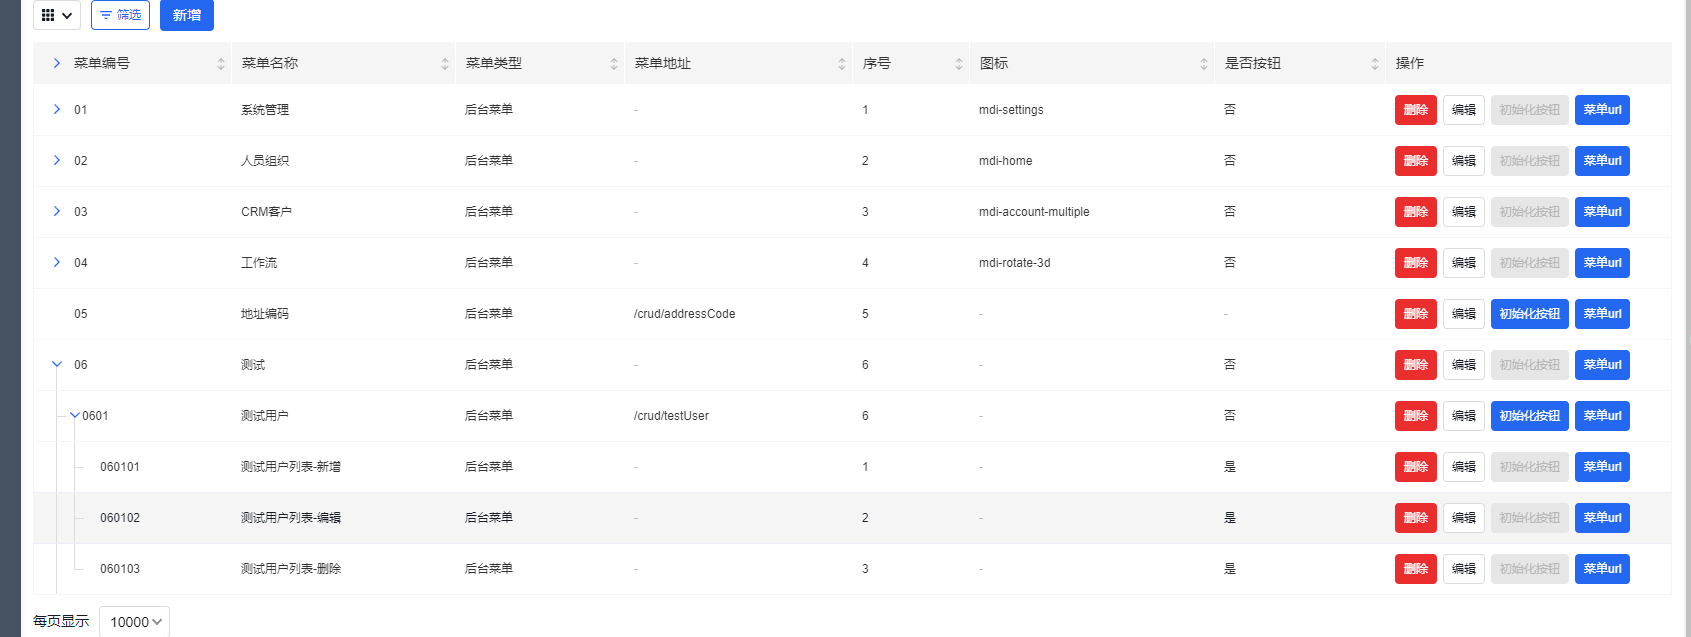 筛选 新增
菜单编号 菜单名称 菜单类型 菜单地址 序号 图标 是否按钮 操作
01 系统管理 后台菜单 - 1 mdi-settings 否 删除 编辑 初始化按钮 菜单url
02 人员组织 后台菜单 - 2 mdi-home 否 删除 编辑 初始化按钮 菜单url
03 CRM客户 后台菜单 - 3 mdi-account-multiple 否 删除 编辑 初始化按钮 菜单url
04 工作流 后台菜单 - 4 mdi-rotate-3d 否 删除 编辑 初始化按钮 菜单url
05 地址编码 后台菜单 /crud/addressCode 5 - - 删除 编辑 初始化按钮 菜单url
06 测试 后台菜单 - 6 - 否 删除 编辑 初始化按钮 菜单url
0601 测试用户 后台菜单 /crud/testUser 6 - 否 删除 编辑 初始化按钮 菜单url
060101 测试用户列表-新增 后台菜单 - 1 - 是 删除 编辑 初始化按钮 菜单url
060102 测试用户列表-编辑 后台菜单 - 2 - 是 删除 编辑 初始化按钮 菜单url
060103 测试用户列表-删除 后台菜单 - 3 - 是 删除 编辑 初始化按钮 菜单url
每页显示 10000